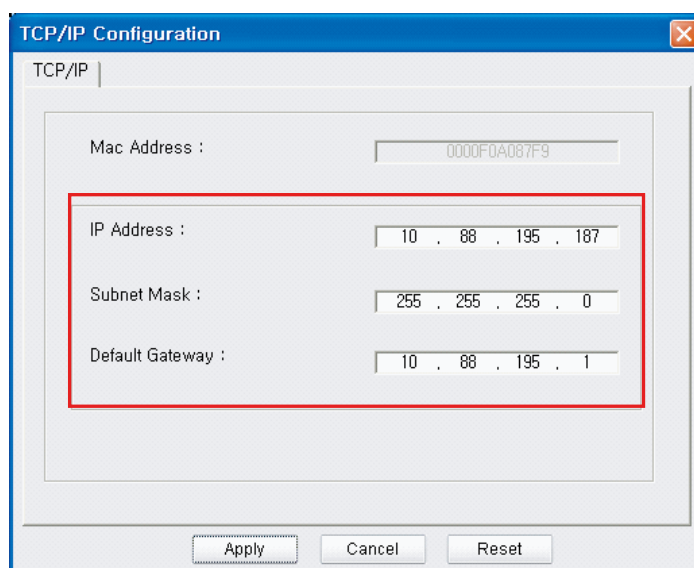 TCP/IP Configuration
TCP/IP
Mac Address : 0000F0A087F9
IP Address : 10 . 88 . 195 . 187
Subnet Mask : 255 . 255 . 255 . 0
Default Gateway : 10 . 88 . 195 . 1
Apply Cancel Reset